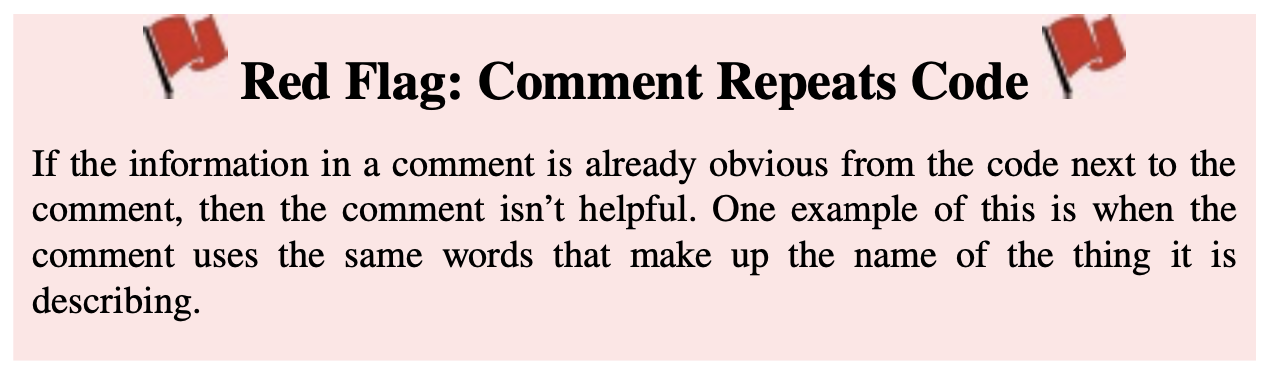 Red Flag: Comment Repeats Code
If the information in a comment is already obvious from the code next to the
comment, then the comment isn’t helpful. One example of this is when the
comment uses the same words that make up the name of the thing it is
describing.